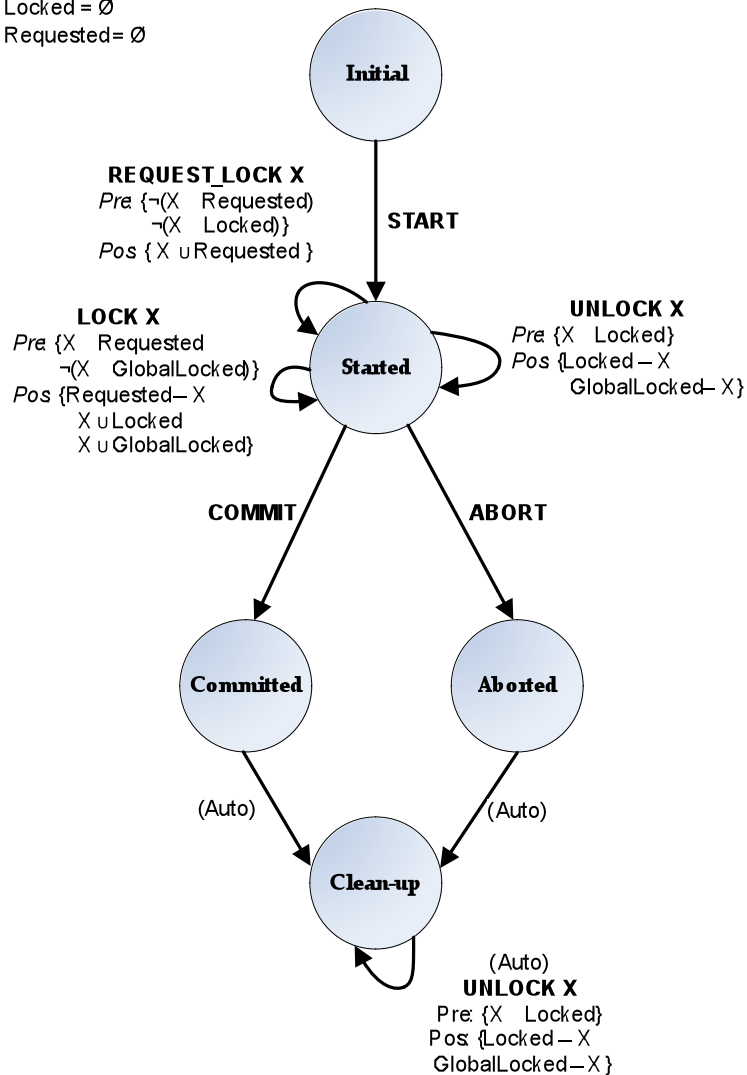 Locked = Ø
Requested= Ø
Initial
REQUEST_LOCK X
Pre: {¬(X Requested)
¬(X Locked)}
Pos: { X ∪ Requested }
START
LOCK X
Pre: {X Requested
¬(X GlobalLocked)}
Pos: {Requested – X
X ∪ Locked
X ∪ GlobalLocked}
Started
UNLOCK X
Pre: {X Locked}
Pos: {Locked – X
GlobalLocked – X}
COMMIT
ABORT
Committed
Aborted
(Auto)
(Auto)
Clean-up
(Auto)
UNLOCK X
Pre: {X Locked}
Pos: {Locked – X
GlobalLocked – X }